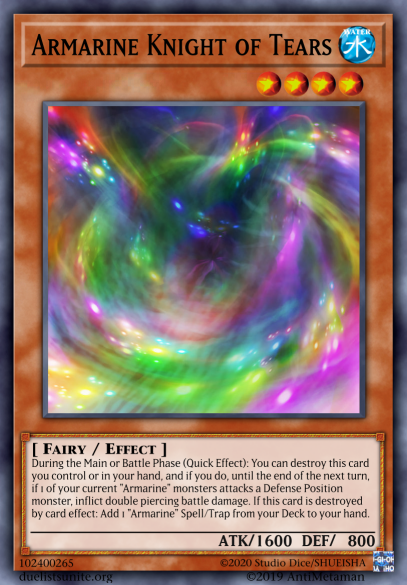 Armarine Knight of Tears
WATER
水
[ Fairy / Effect ]
During the Main or Battle Phase (Quick Effect): You can destroy this card
you control or in your hand, and if you do, until the end of the next turn,
if 1 of your current "Armarine" monsters attacks a Defense Position
monster, inflict double piercing battle damage. If this card is destroyed
by card effect: Add 1 "Armarine" Spell/Trap from your Deck to your hand.
ATK/1600 DEF/ 800
102400265
©2020 Studio Dice/SHUEISHA
duelistsunite.org
©2019 AntiMetaman